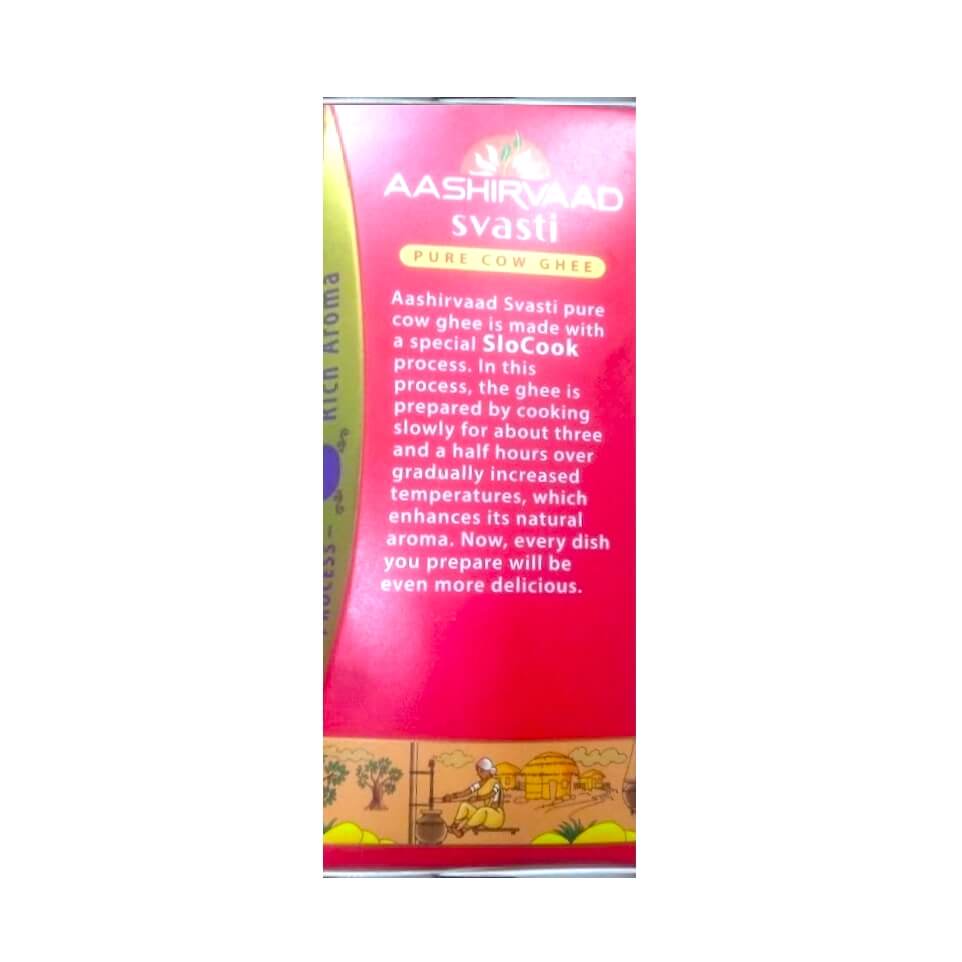 AASHIRVAAD
svasti
PURE COW GHEE
Aashirvaad Svasti pure
cow ghee is made with
a special SloCook
process. In this
process, the ghee is
prepared by cooking
slowly for about three
and a half hours over
gradually increased
temperatures, which
enhances its natural
aroma. Now, every dish
you prepare will be
even more delicious.
PROCESS –
Rich Aroma